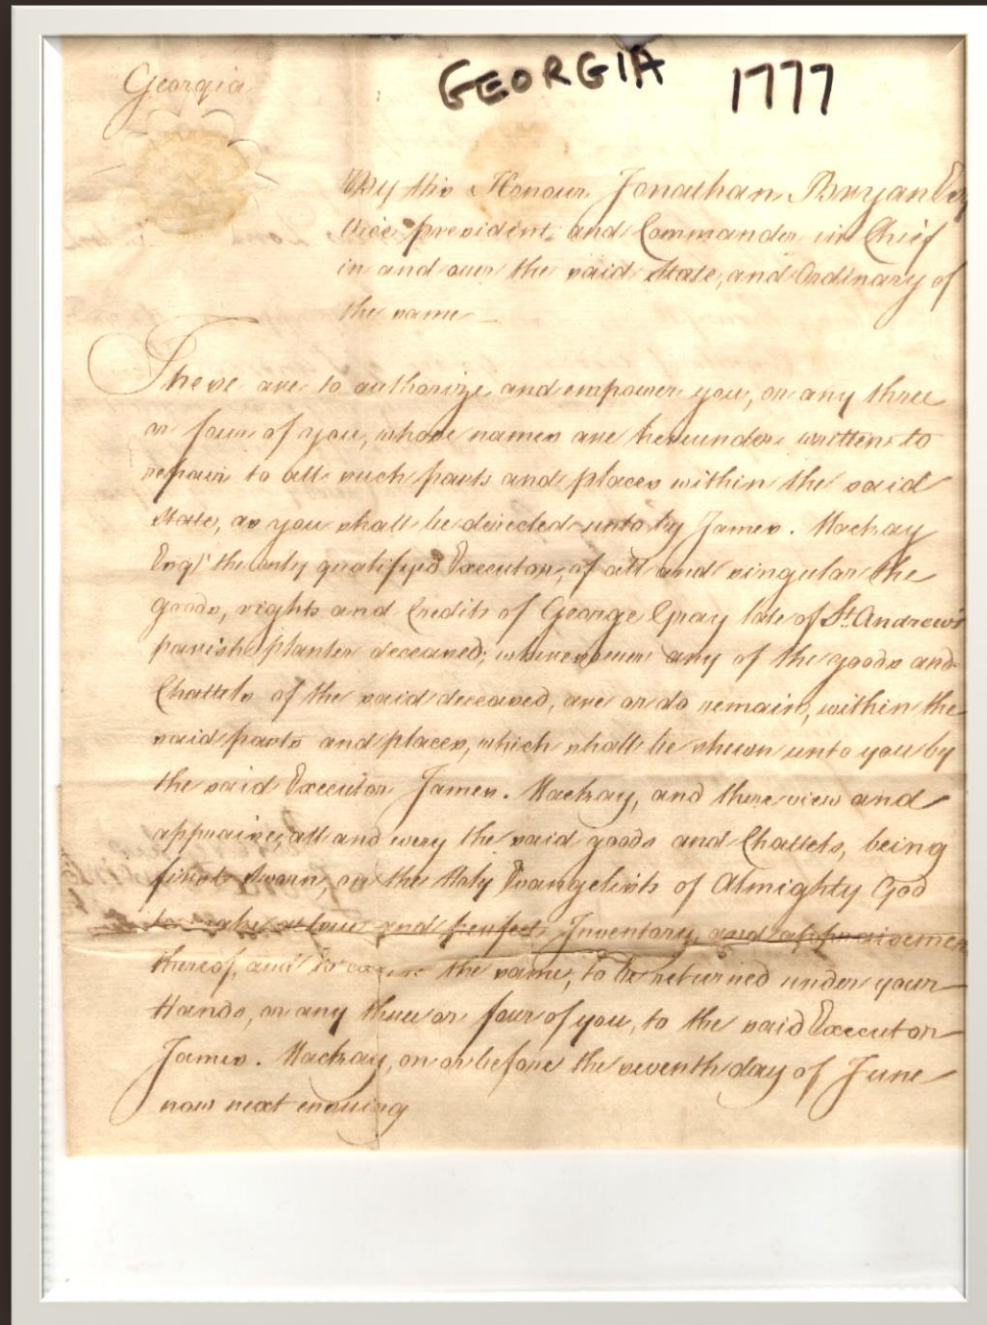 GEORGIA 1777
Georgia
By His Honour Jonathan Bryan Esq
Vice president and Commander in Chief
in and over the said State, and Ordinary of
the same
These are to authorize and empower you, or any three
or four of you, whose names are hereunder written to
repair to all such parts and places within the said
State, as you shall be directed unto by James. Mackay
Esqr. the only qualifyed Executor, of all and singular the
goods, rights and Credits of George Gray late of St. Andrew's
parish planter deceased, wheresoever any of the goods and
Chattels of the said deceased, are or do remain, within the
said parts and places, which shall be shewn unto you by
the said Executor James. Mackay, and there view and
appraise, all and every the said goods and Chattels, being
first sworn, on the Holy Evangelists of Almighty God
to make a true and perfect Inventory, and appraisemen
thereof, and to cause the same, to be returned under your
Hands, or any three or four of you, to the said Executor
James. Mackay, on or before the seventh day of June
now next ensuing